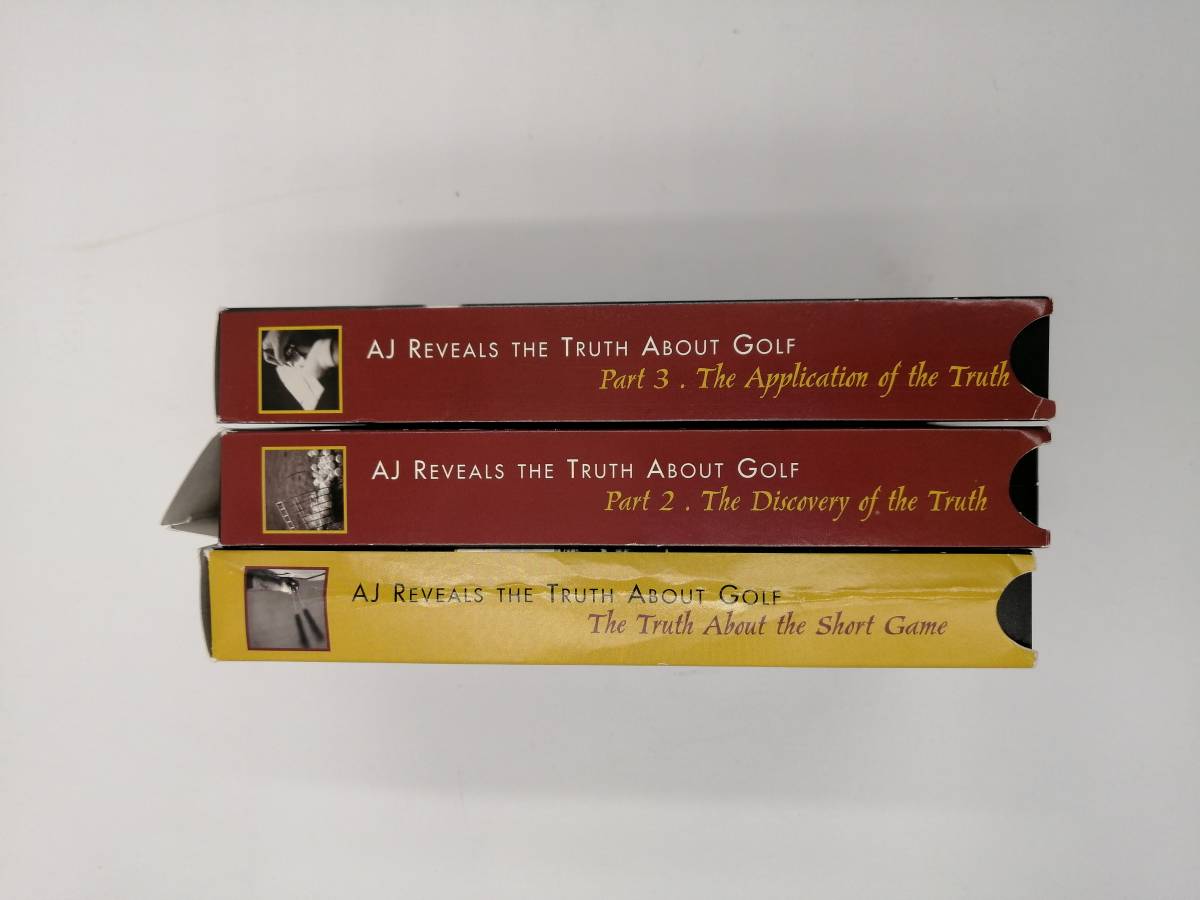 AJ Reveals the Truth About Golf
Part 3 . The Application of the Truth
AJ Reveals the Truth About Golf
Part 2 . The Discovery of the Truth
AJ Reveals the Truth About Golf
The Truth About the Short Game